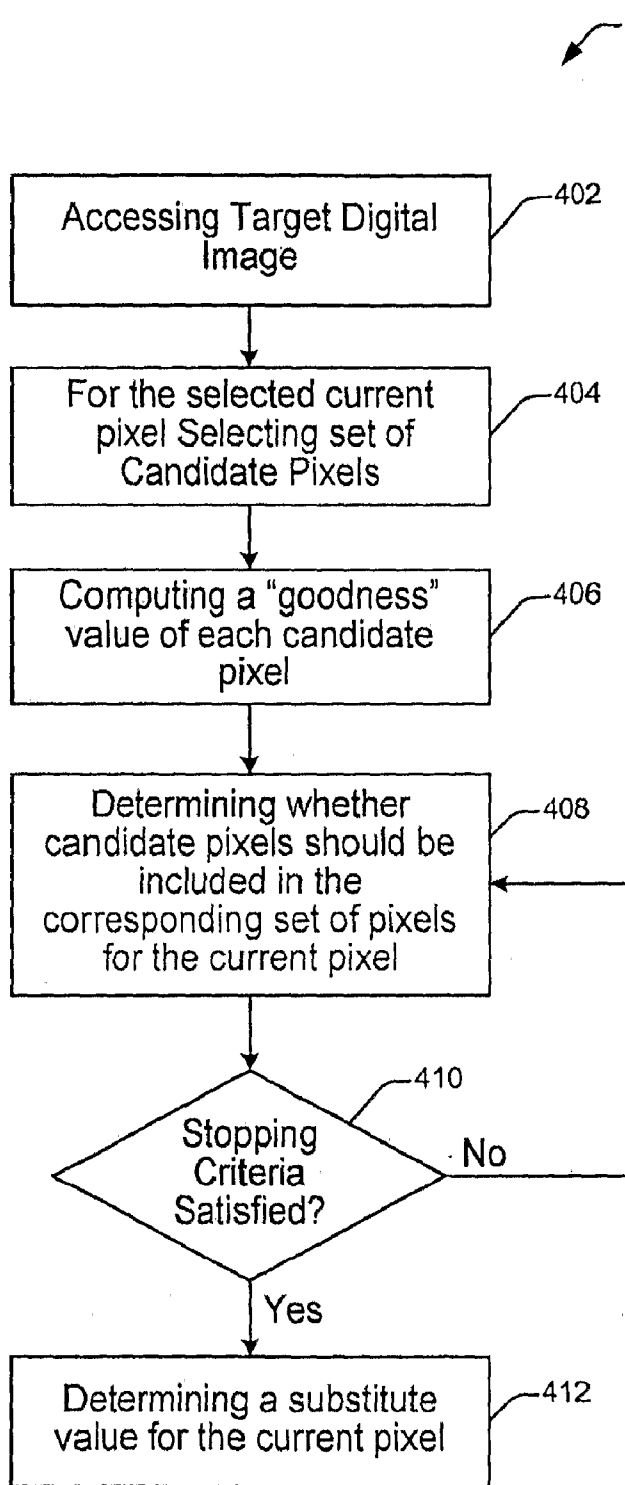 Accessing Target Digital
Image
402
For the selected current
pixel Selecting set of
Candidate Pixels
404
Computing a “goodness”
value of each candidate
pixel
406
Determining whether
candidate pixels should be
included in the
corresponding set of pixels
for the current pixel
408
Stopping
Criteria
Satisfied?
410
No
Yes
Determining a substitute
value for the current pixel
412